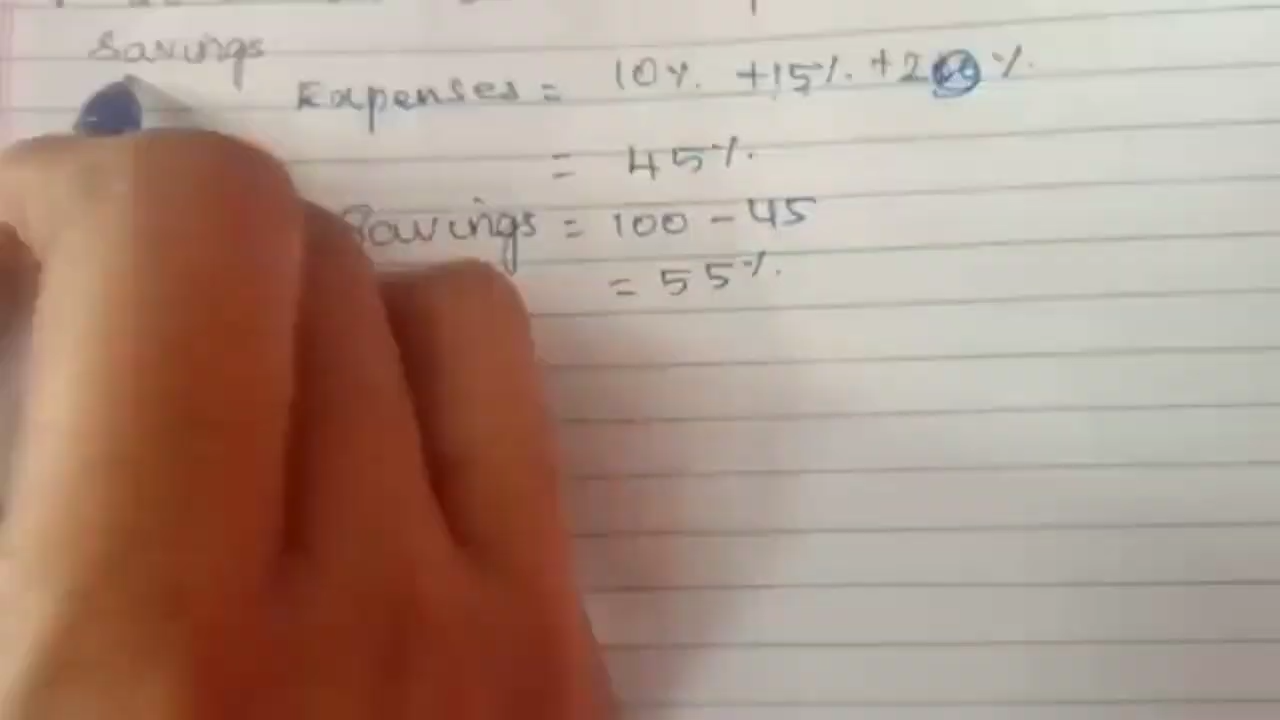 Savings
Expenses = 10%. +15%. +20%.
= 45%.
Savings = 100 - 45
= 55%.